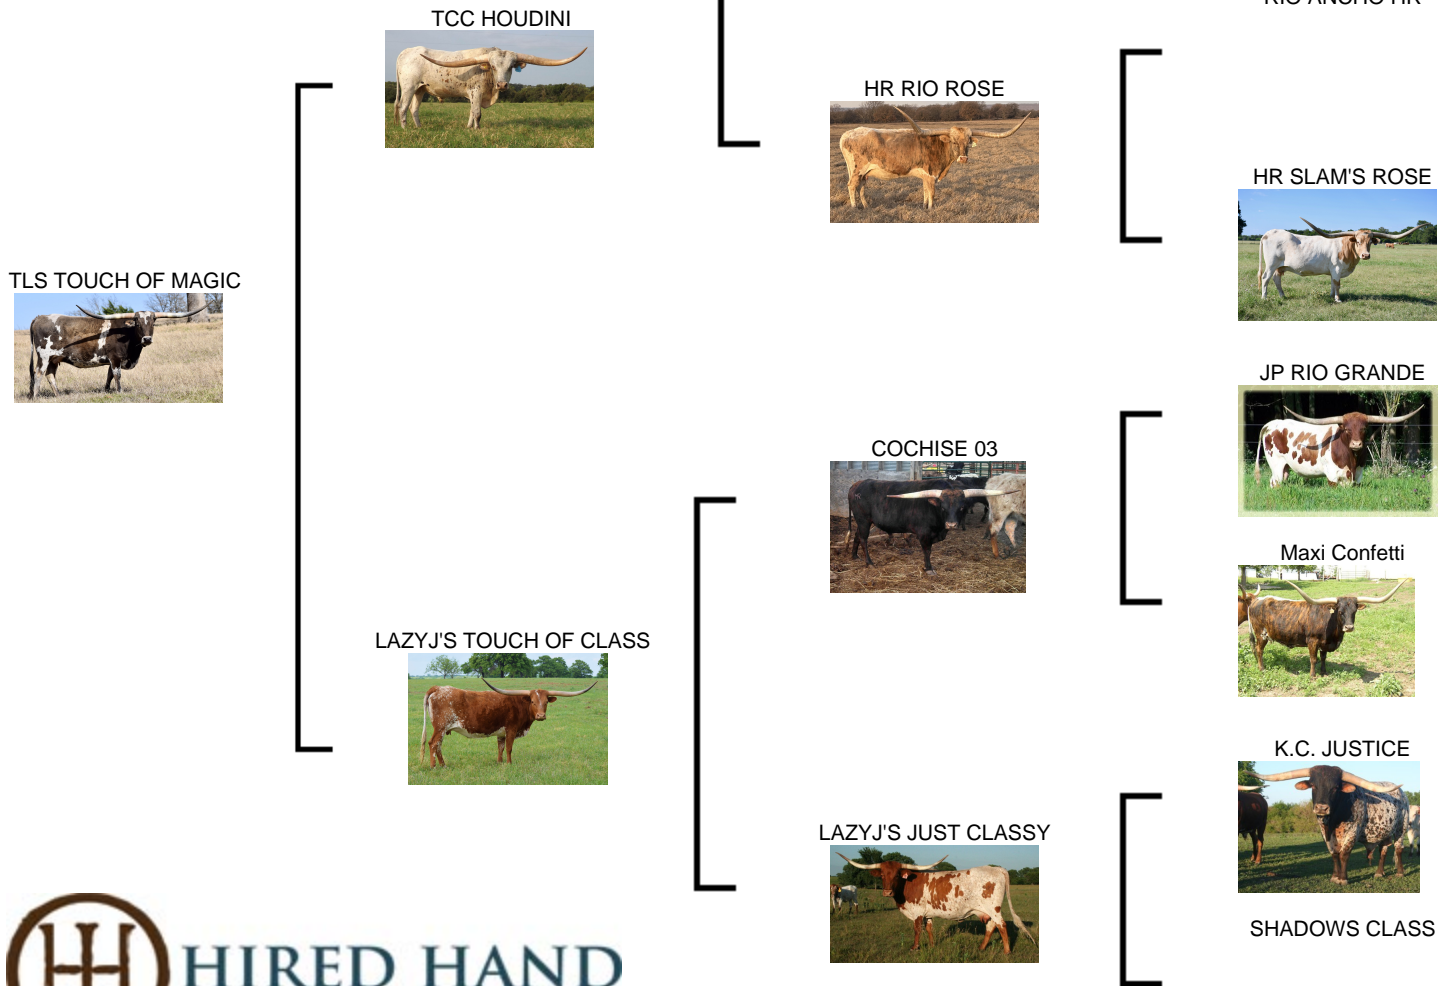 TCC HOUDINI
HR RIO ROSE
HR SLAM'S ROSE
TLS TOUCH OF MAGIC
JP RIO GRANDE
COCHISE 03
Maxi Confetti
LAZYJ'S TOUCH OF CLASS
K.C. JUSTICE
LAZYJ'S JUST CLASSY
SHADOWS CLASS
HIRED HAND